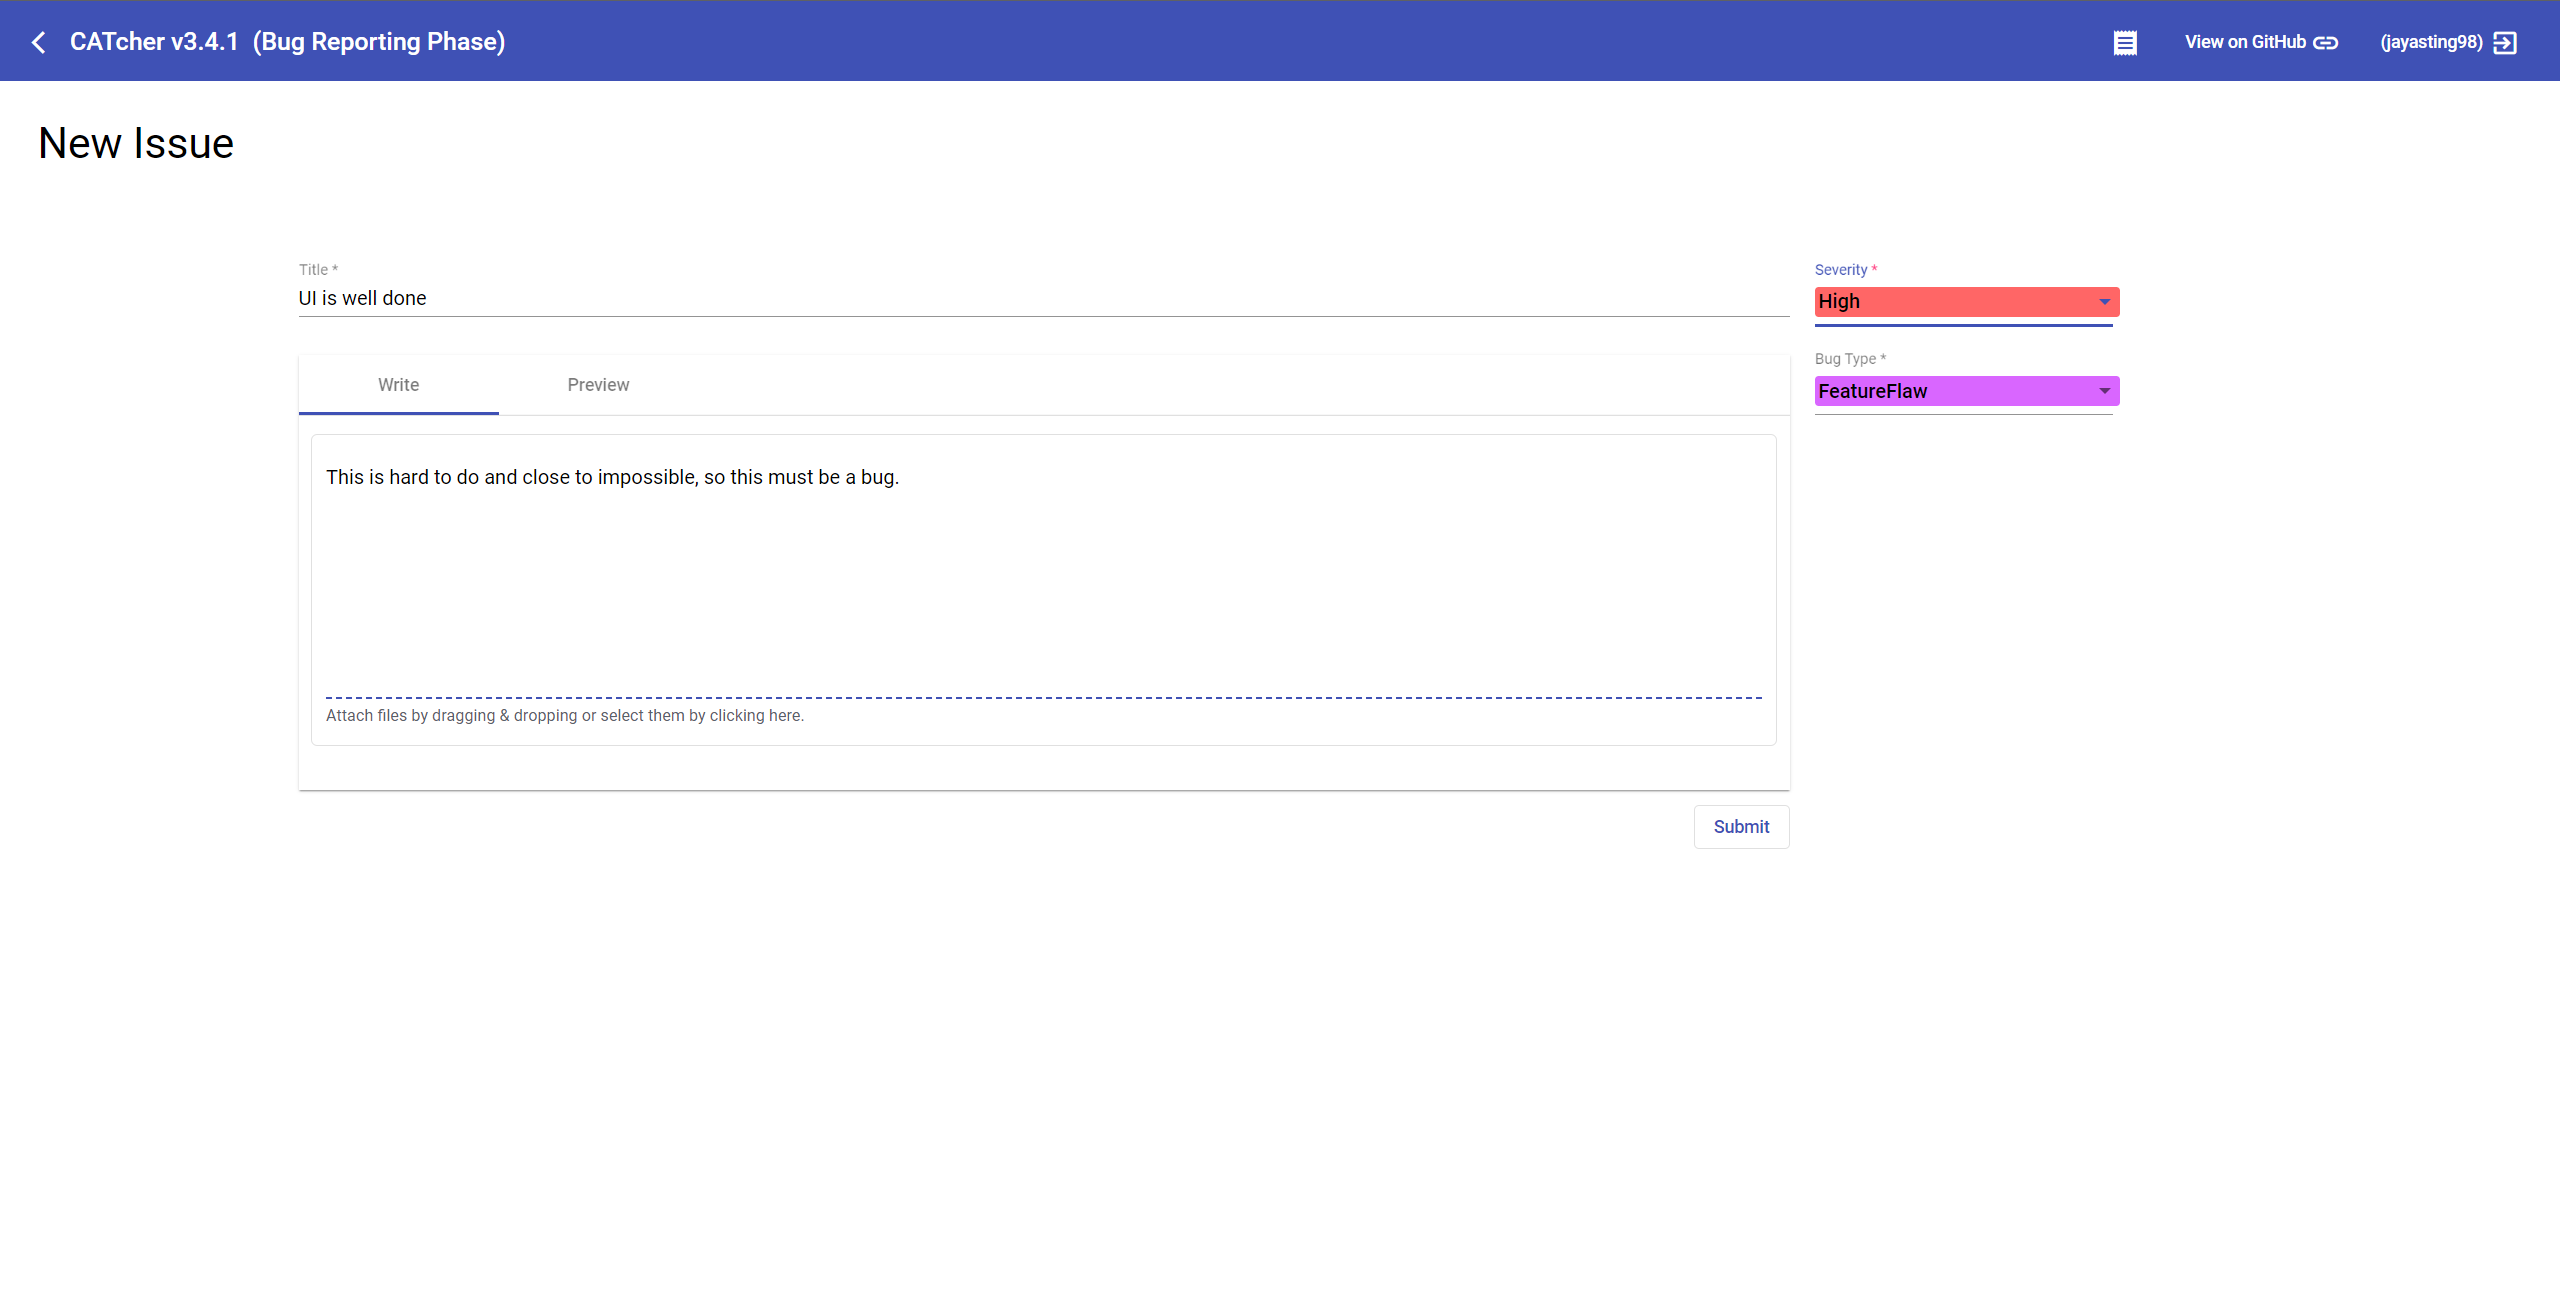 CATcher v3.4.1 (Bug Reporting Phase)
View on GitHub
(jayasting98)
New Issue
Title *
UI is well done
Severity *
High
Bug Type *
FeatureFlaw
Write
Preview
This is hard to do and close to impossible, so this must be a bug.
Attach files by dragging & dropping or select them by clicking here.
Submit